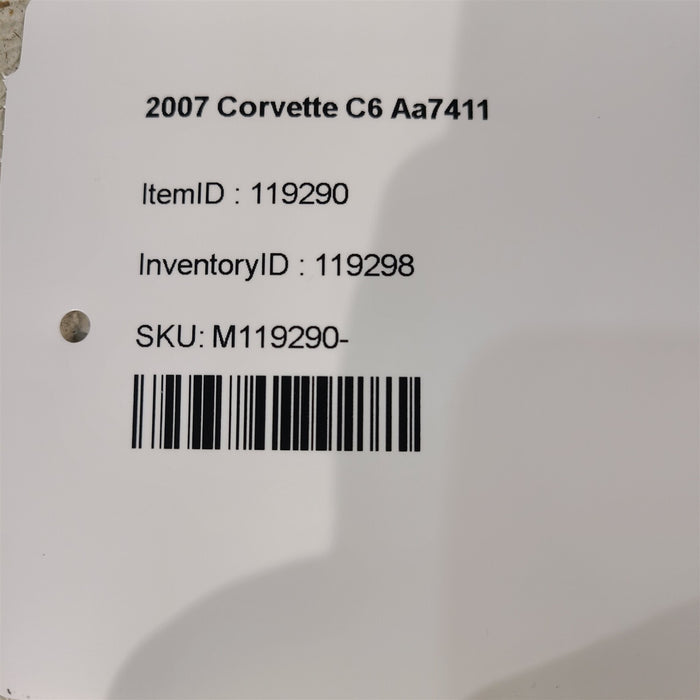 2007 Corvette C6 Aa7411
ItemID : 119290
InventoryID : 119298
SKU: M119290-